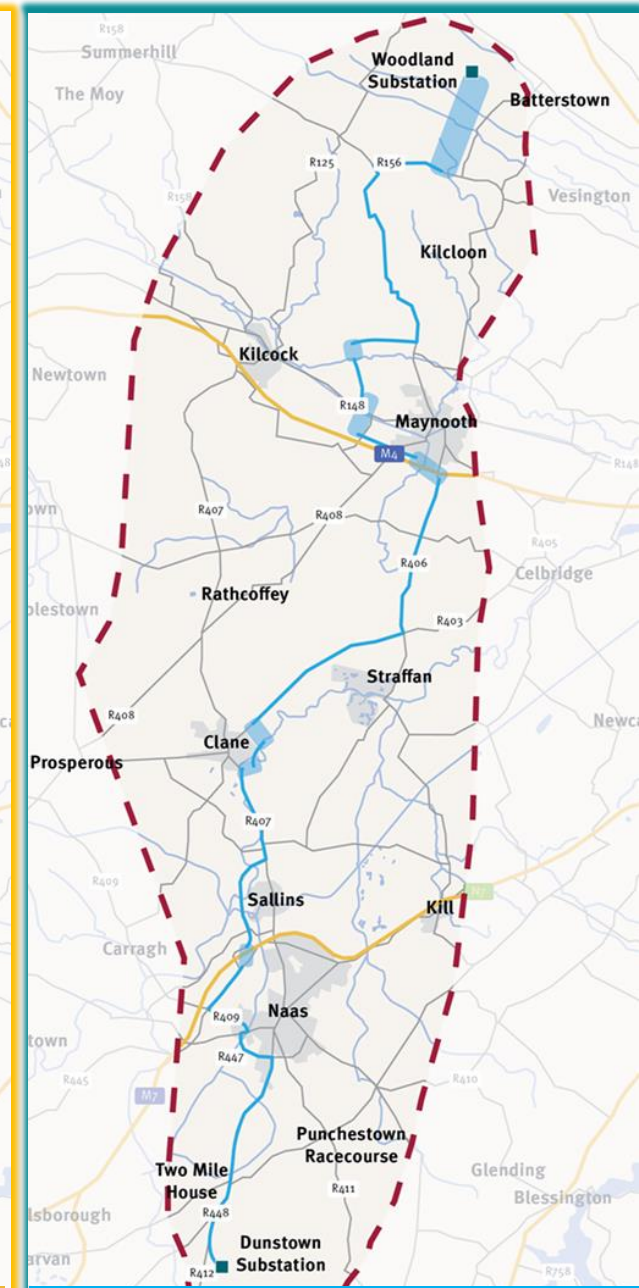 R158
Summerhill
Woodland
Substation
The Moy
Batterstown
R125
R156
R158
Vesington
Kilcloon
Kilcock
Newtown
R148
Maynooth
M4
R148
R407
R408
R405
R406
Celbridge
Rathcoffey
R403
Straffan
R408
Clane
Prosperous
R407
R409
Sallins
N7
Kill
Carragh
Naas
R409
R447
R445
M7
R410
Punchestown
Racecourse
Two Mile
House
Glending
R411
Blessington
R448
Dunstown
Substation
R412
R758